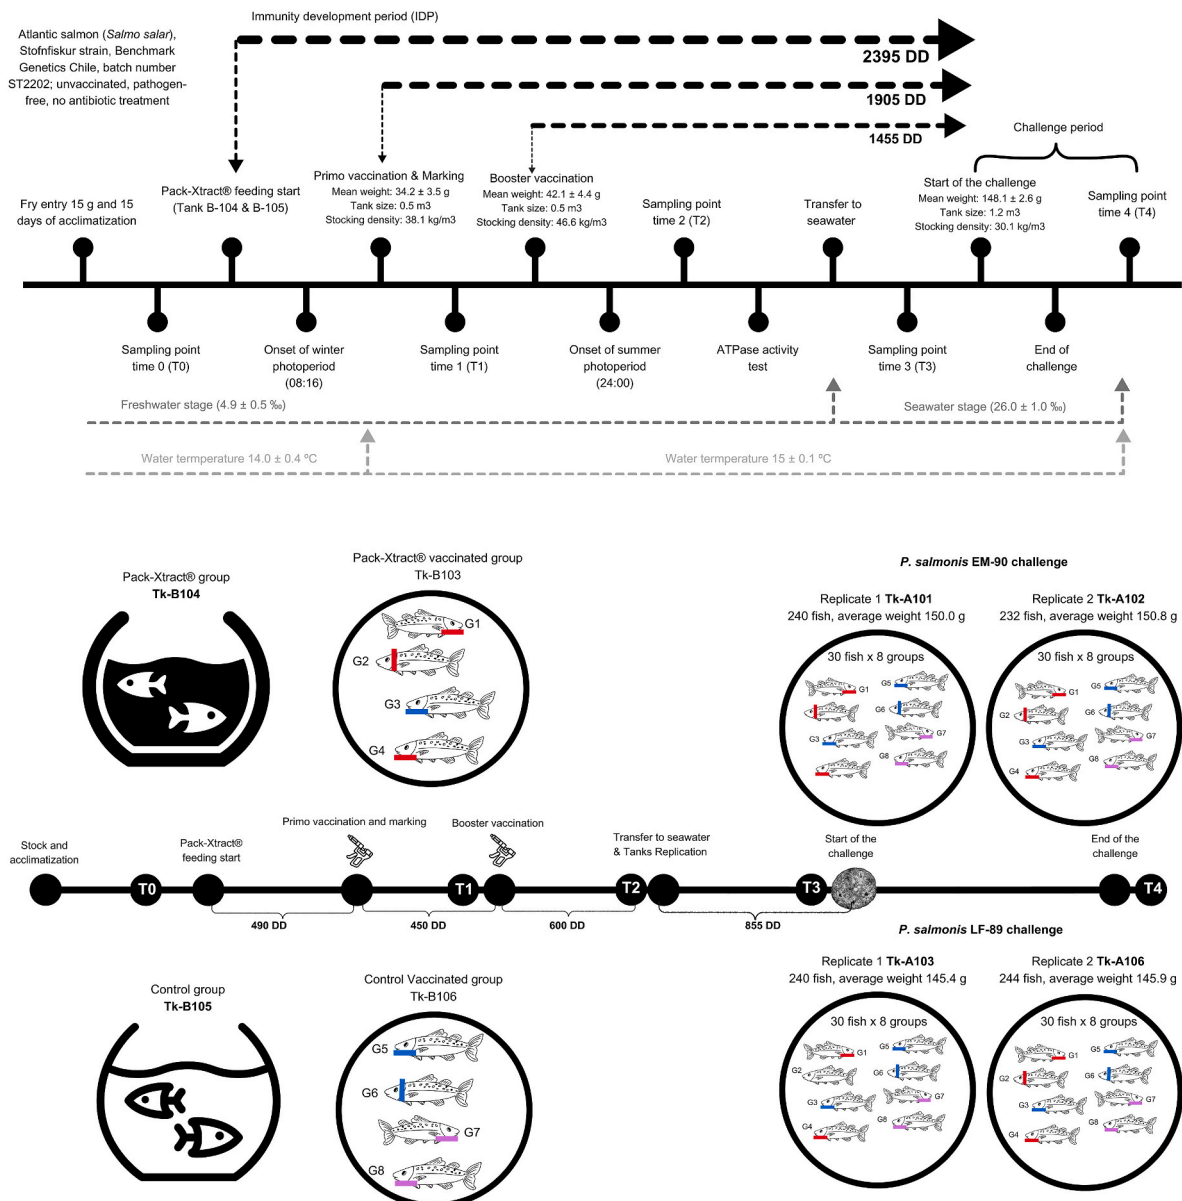 Immunity development period (IDP)
Atlantic salmon (Salmo salar),
Stofnfiskur strain, Benchmark
Genetics Chile, batch number
ST2202; unvaccinated, pathogen-
free, no antibiotic treatment
2395 DD
1905 DD
1455 DD
Challenge period
Fry entry 15 g and 15
days of acclimatization
Pack-Xtract® feeding start
(Tank B-104 & B-105)
Primo vaccination & Marking
Mean weight: 34.2 ± 3.5 g
Tank size: 0.5 m3
Stocking density: 38.1 kg/m3
Booster vaccination
Mean weight: 42.1 ± 4.4 g
Tank size: 0.5 m3
Stocking density: 46.6 kg/m3
Sampling point
time 2 (T2)
Transfer to
seawater
Start of the challenge
Mean weight: 148.1 ± 2.6 g
Tank size: 1.2 m3
Stocking density: 30.1 kg/m3
Sampling point
time 4 (T4)
Sampling point
time 0 (T0)
Onset of winter
photoperiod
(08:16)
Sampling point
time 1 (T1)
Onset of summer
photoperiod
(24:00)
ATPase activity
test
Sampling point
time 3 (T3)
End of
challenge
Freshwater stage (4.9 ± 0.5 ‰)
Seawater stage (26.0 ± 1.0 ‰)
Water termperature 14.0 ± 0.4 ºC
Water termperature 15 ± 0.1 ºC
Pack-Xtract® group
Tk-B104
Pack-Xtract® vaccinated group
Tk-B103
G1
G2
G3
G4
P. salmonis EM-90 challenge
Replicate 1 Tk-A101
240 fish, average weight 150.0 g
30 fish x 8 groups
G1
G3
G5
G6
G7
G8
Replicate 2 Tk-A102
232 fish, average weight 150.8 g
30 fish x 8 groups
G1
G2
G3
G4
G5
G6
G7
G8
Stock and
acclimatization
Pack-Xtract®
feeding start
Primo vaccination and marking
Booster vaccination
Transfer to seawater
& Tanks Replication
Start of the
challenge
End of the
challenge
T0
T1
T2
T3
T4
490 DD
450 DD
600 DD
855 DD
Control group
Tk-B105
Control Vaccinated group
Tk-B106
G5
G6
G7
G8
P. salmonis LF-89 challenge
Replicate 1 Tk-A103
240 fish, average weight 145.4 g
30 fish x 8 groups
G1
G2
G3
G4
G5
G6
G7
G8
Replicate 2 Tk-A106
244 fish, average weight 145.9 g
30 fish x 8 groups
G1
G2
G3
G4
G5
G6
G7
G8